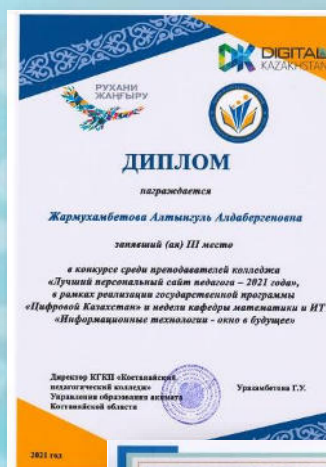 DIGITAL
KAZAKHSTAN
РУХАНИ
ЖАҢҒЫРУ
ДИПЛОМ
награждается
Жармухамбетова Алтынгуль Алдабергеновна
занявший (ая) III место
в конкурсе среди преподавателей колледжа
«Лучший персональный сайт педагога – 2021 года»,
в рамках реализации государственной программы
«Цифровой Казахстан» и недели кафедры математики и ИТ
«Информационные технологии - окно в будущее»
Директор КГКП «Костанайский
педагогический колледж»
Управления образования акимата
Костанайской области
Уразамбетова Г.У.
2021 год